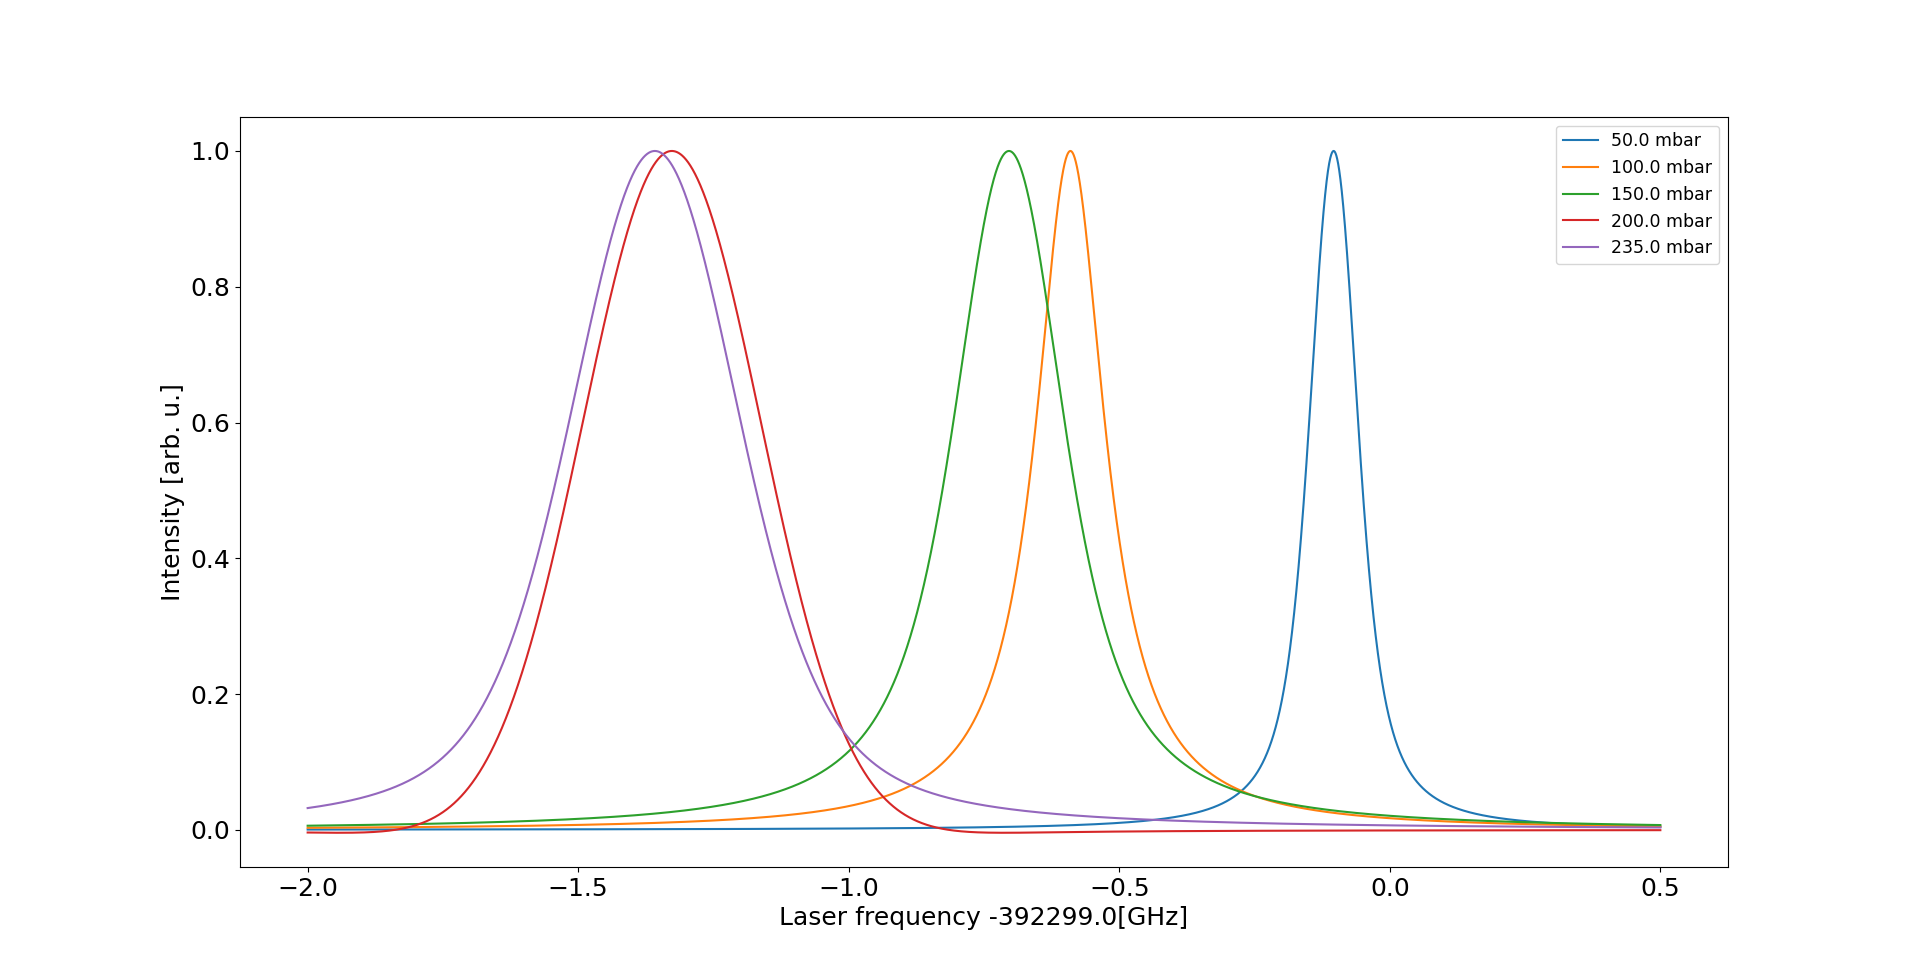 50.0 mbar
100.0 mbar
150.0 mbar
200.0 mbar
235.0 mbar
Intensity [arb. u.]
1.0
0.8
0.6
0.4
0.2
0.0
−2.0 −1.5 −1.0 −0.5 0.0 0.5
Laser frequency -392299.0[GHz]